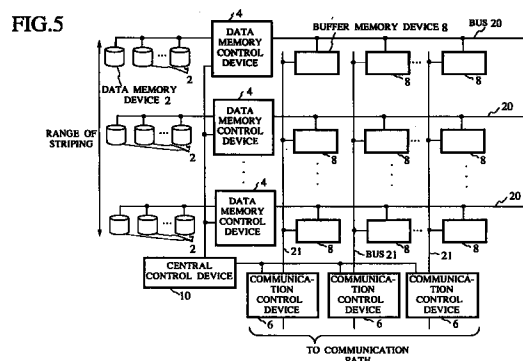 FIG.5
4
DATA MEMORY CONTROL DEVICE
BUFFER MEMORY DEVICE 8
BUS 20
2
DATA MEMORY DEVICE 2
8
8
4
20
RANGE OF STRIPING
DATA MEMORY CONTROL DEVICE
2
8
8
8
4
20
DATA MEMORY CONTROL DEVICE
2
8
8
8
21
BUS 21
21
CENTRAL CONTROL DEVICE
10
COMMUNICA-TION CONTROL DEVICE
COMMUNICA-TION CONTROL DEVICE
COMMUNICA-TION CONTROL DEVICE
6
6
6
TO COMMUNICATION PATH